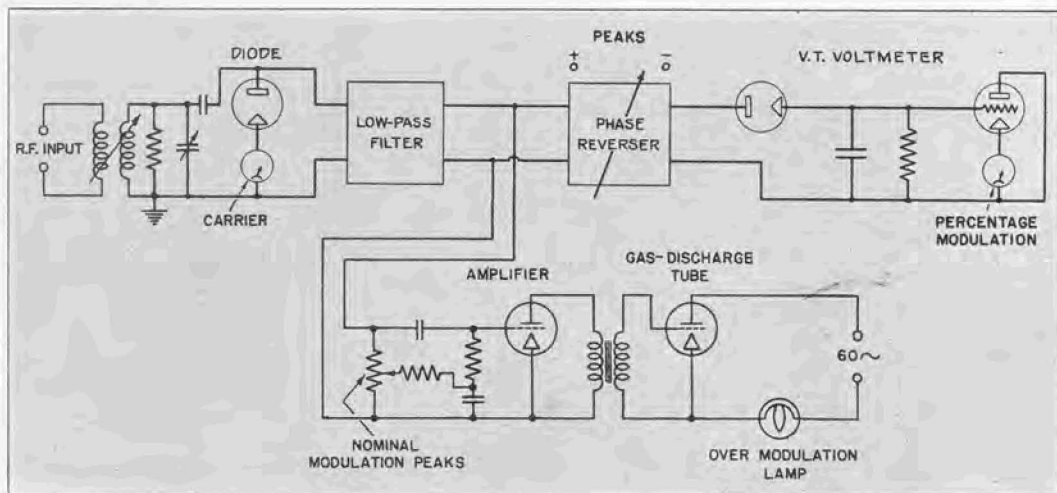 PEAKS
+ −
DIODE
V.T. VOLTMETER
R.F. INPUT
LOW-PASS
FILTER
PHASE
REVERSER
CARRIER
PERCENTAGE
MODULATION
AMPLIFIER
GAS-DISCHARGE
TUBE
60~
NOMINAL
MODULATION PEAKS
OVER MODULATION
LAMP